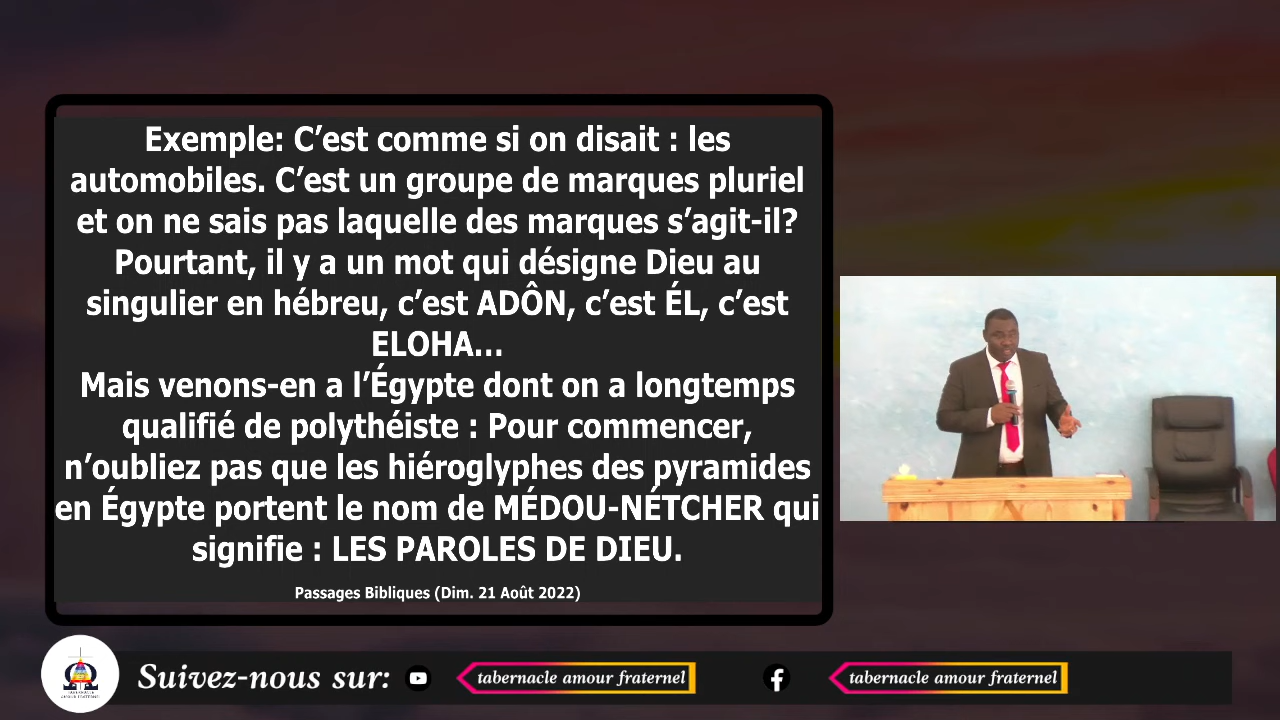 Exemple: C’est comme si on disait : les
automobiles. C’est un groupe de marques pluriel
et on ne sais pas laquelle des marques s’agit-il?
Pourtant, il y a un mot qui désigne Dieu au
singulier en hébreu, c’est ADÔN, c’est ÉL, c’est
ELOHA...
Mais venons-en a l’Égypte dont on a longtemps
qualifié de polythéiste : Pour commencer,
n’oubliez pas que les hiéroglyphes des pyramides
en Égypte portent le nom de MÉDOU-NÉTCHER qui
signifie : LES PAROLES DE DIEU.
Passages Bibliques (Dim. 21 Août 2022)
Suivez-nous sur:
tabernacle amour fraternel
tabernacle amour fraternel